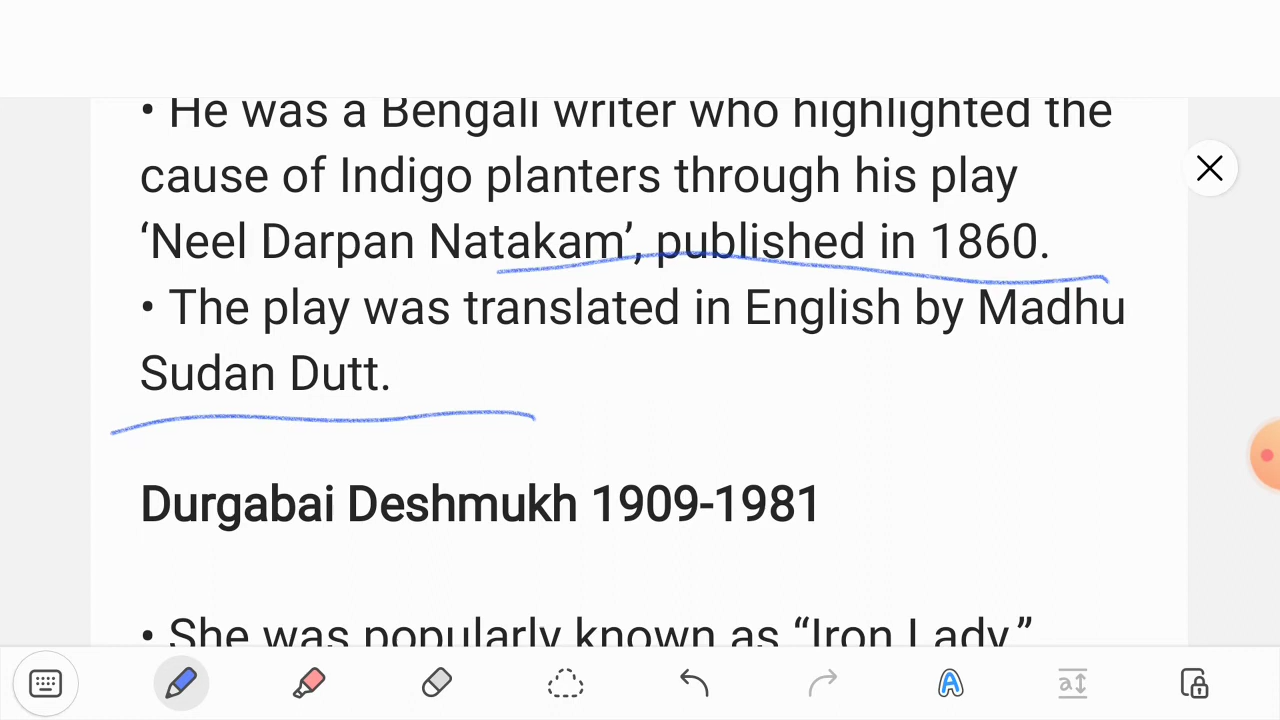 • He was a Bengali writer who highlighted the
cause of Indigo planters through his play
‘Neel Darpan Natakam’, published in 1860.
• The play was translated in English by Madhu
Sudan Dutt.
Durgabai Deshmukh 1909-1981
• She was popularly known as “Iron Lady”